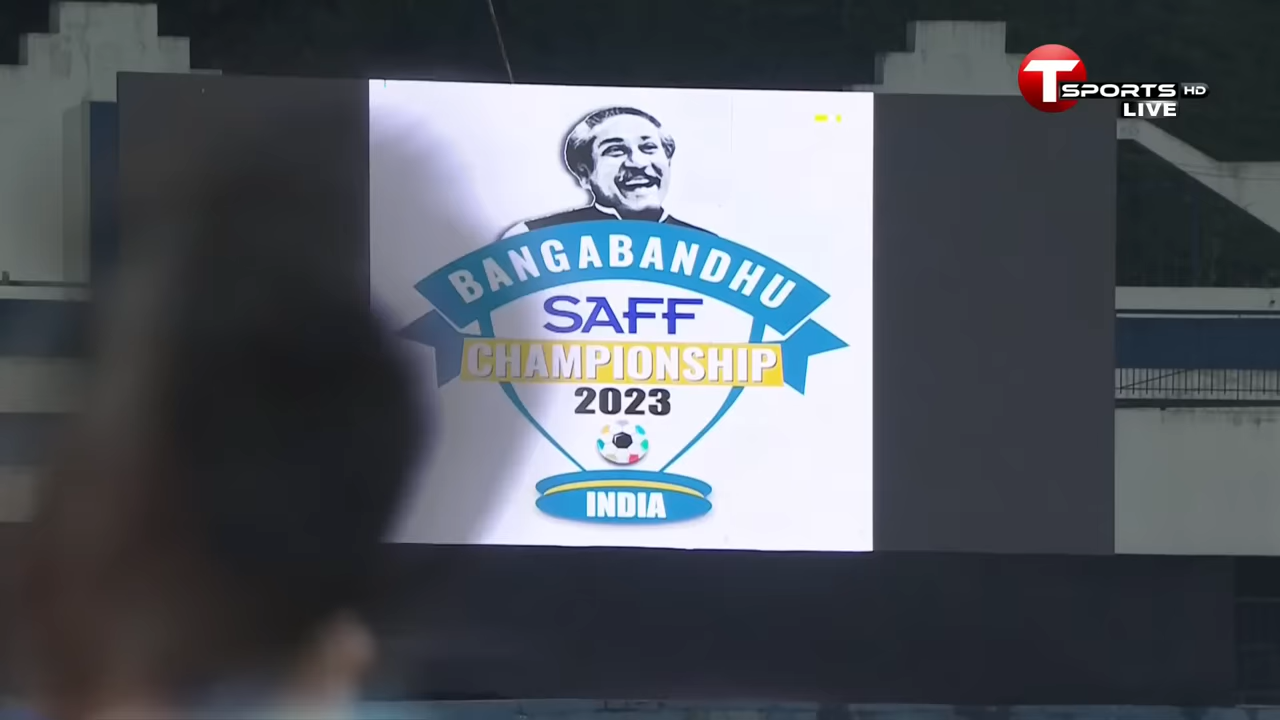 T SPORTS HD
LIVE
BANGABANDHU
SAFF
CHAMPIONSHIP
2023
INDIA